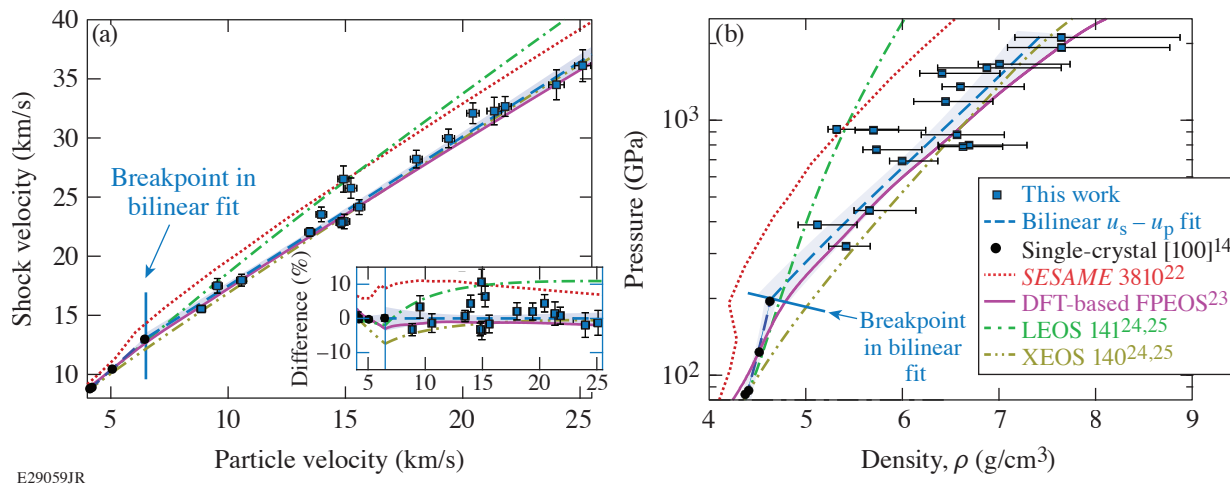 (a)
Shock velocity (km/s)
40
35
30
25
20
15
10
Breakpoint in
bilinear fit
Difference (%)
10
0
−10
5
10
15
20
25
5
10
15
20
25
Particle velocity (km/s)
E29059JR
(b)
Pressure (GPa)
10³
10²
This work
Bilinear uₛ – uₚ fit
Single-crystal [100]¹⁴
SESAME 3810²²
DFT-based FPEOS²³
LEOS 141²⁴,²⁵
XEOS 140²⁴,²⁵
Breakpoint
in bilinear
fit
4
5
6
7
8
9
Density, ρ (g/cm³)